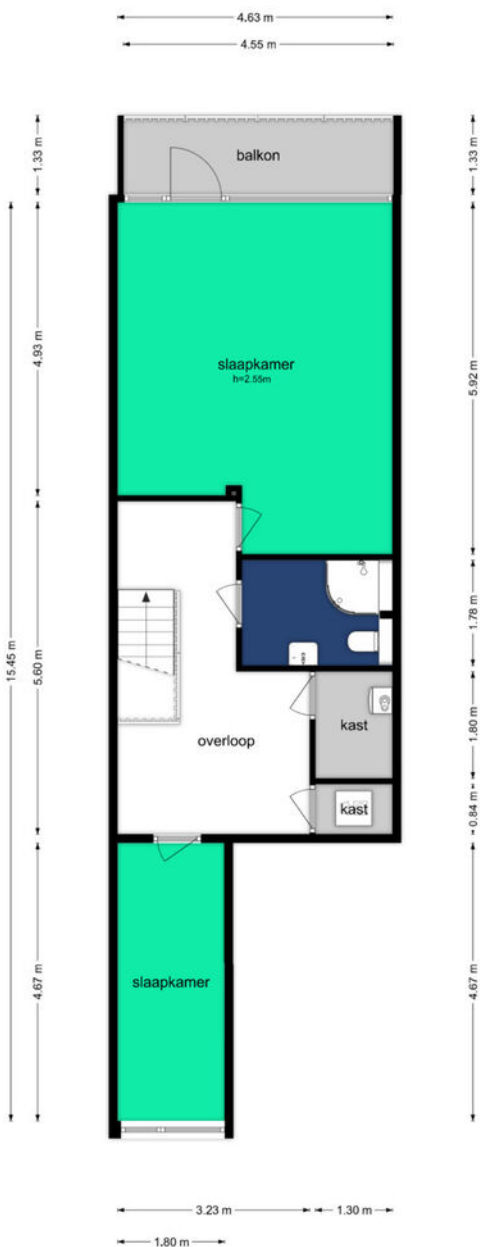 4.63 m
4.55 m
1.33 m
1.33 m
balkon
4.93 m
slaapkamer
h=2.55m
5.92 m
15.45 m
5.60 m
1.78 m
overloop
kast
1.80 m
kast
0.84 m
4.67 m
slaapkamer
4.67 m
3.23 m
1.30 m
1.80 m